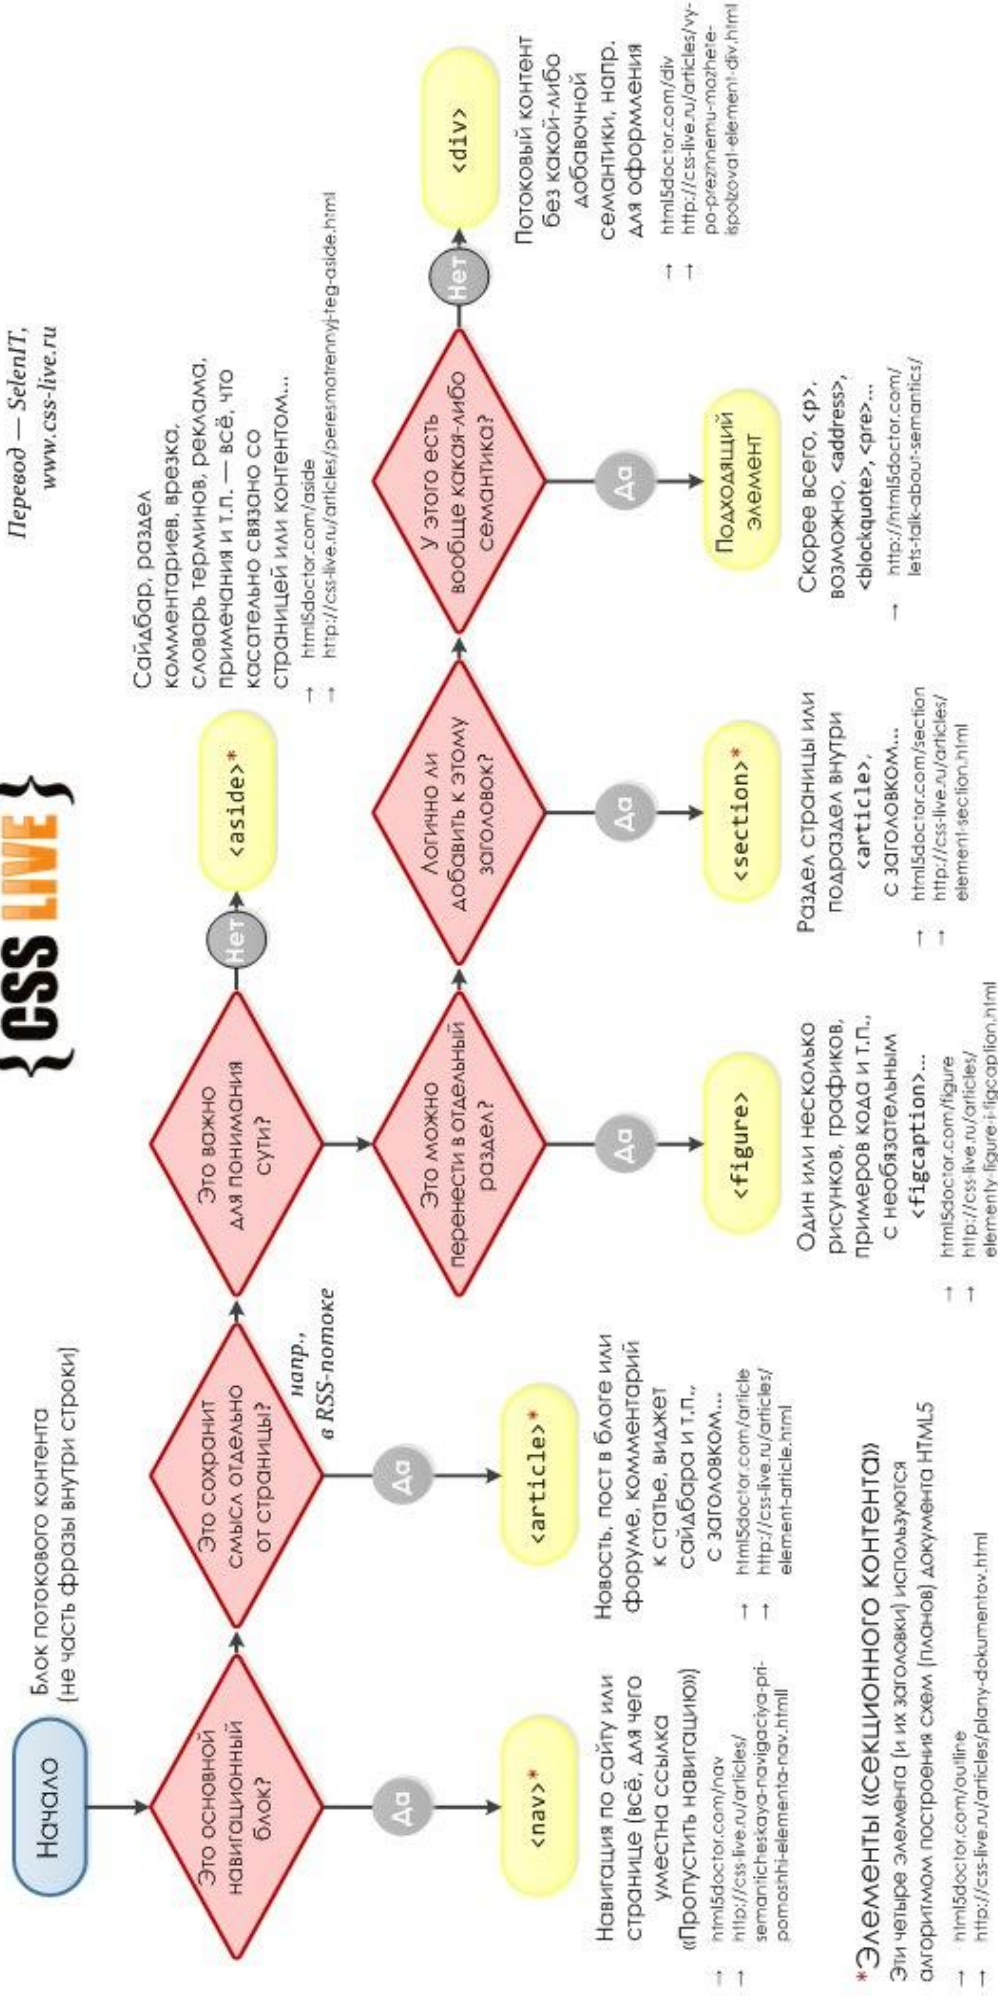 {CSS LIVE}
Перевод — SelenIT,
www.css-live.ru
Начало
Блок потокового контента
(не часть фразы внутри строки)
Это основной
навигационный
блок?
Да
<nav>*
Навигация по сайту или
странице (всё, для чего
уместна ссылка
«Пропустить навигацию»)
→ html5doctor.com/nav
→ http://css-live.ru/articles/
semanticheskaya-navigaciya-pri-
pomoshhi-elementa-nav.htmll
Это сохранит
смысл отдельно
от страницы?
напр.,
в RSS-потоке
Да
<article>*
Новость, пост в блоге или
форуме, комментарий
к статье, виджет
сайдбара и т.п.,
с заголовком...
→ html5doctor.com/article
→ http://css-live.ru/articles/
element-article.html
Это важно
для понимания
сути?
Нет
<aside>*
Сайдбар, раздел
комментариев, врезка,
словарь терминов, реклама,
примечания и т.п. — всё, что
касательно связано со
страницей или контентом...
→ html5doctor.com/aside
→ http://css-live.ru/articles/peresmotrennyj-teg-aside.html
Это можно
перенести в отдельный
раздел?
Да
<figure>
Один или несколько
рисунков, графиков,
примеров кода и т.п.,
с необязательным
<figcaption>...
→ html5doctor.com/figure
→ http://css-live.ru/articles/
elementy-figure-i-figcaption.html
Логично ли
добавить к этому
заголовок?
Да
<section>*
Раздел страницы или
подраздел внутри
<article>,
с заголовком...
→ html5doctor.com/section
→ http://css-live.ru/articles/
element-section.html
У этого есть
вообще какая-либо
семантика?
Да
Подходящий
элемент
Скорее всего, <p>,
возможно, <address>,
<blockquote>, <pre>...
→ http://html5doctor.com/
lets-talk-about-semantics/
Нет
<div>
Потоковый контент
без какой-либо
добавочной
семантики, напр.
для оформления
→ html5doctor.com/div
→ http://css-live.ru/articles/vy-
po-prezhnemu-mozhete-
ispolzovat-element-div.html
*Элементы «секционного контента»
Эти четыре элемента (и их заголовки) используются
алгоритмом построения схем (планов) документа HTML5
→ html5doctor.com/outline
→ http://css-live.ru/articles/plany-dokumentov.html